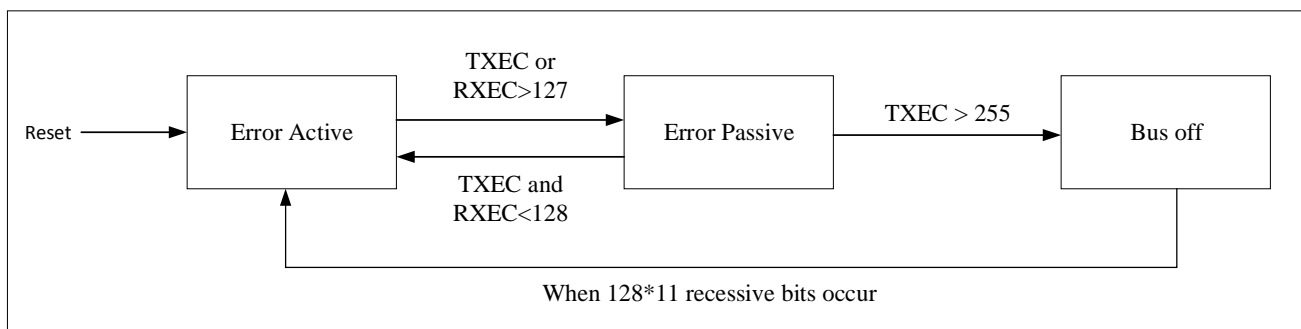 TXEC or
RXEC>127
Reset
Error Active
Error Passive
TXEC > 255
Bus off
TXEC and
RXEC<128
When 128*11 recessive bits occur